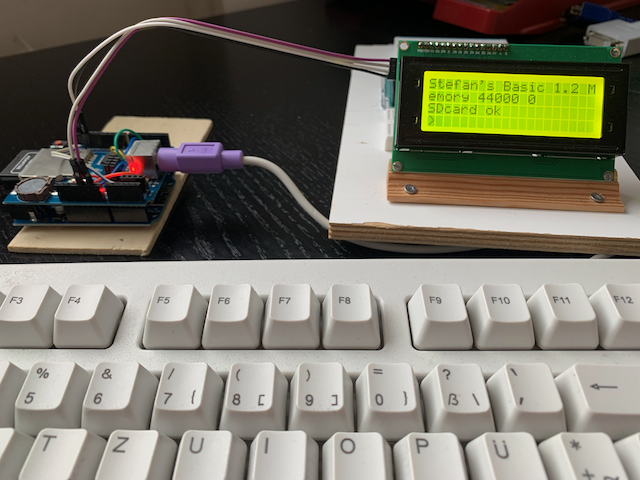 Stefan's Basic 1.2 M
emory 44000 0
SDcard ok
>
F3 F4 F5 F6 F7 F8 F9 F10 F11 F12
% & / ( ) = ? `
5 6 7 { 8 [ 9 ] 0 } ß \ ´ ←
T Z U I O P Ü * + ~